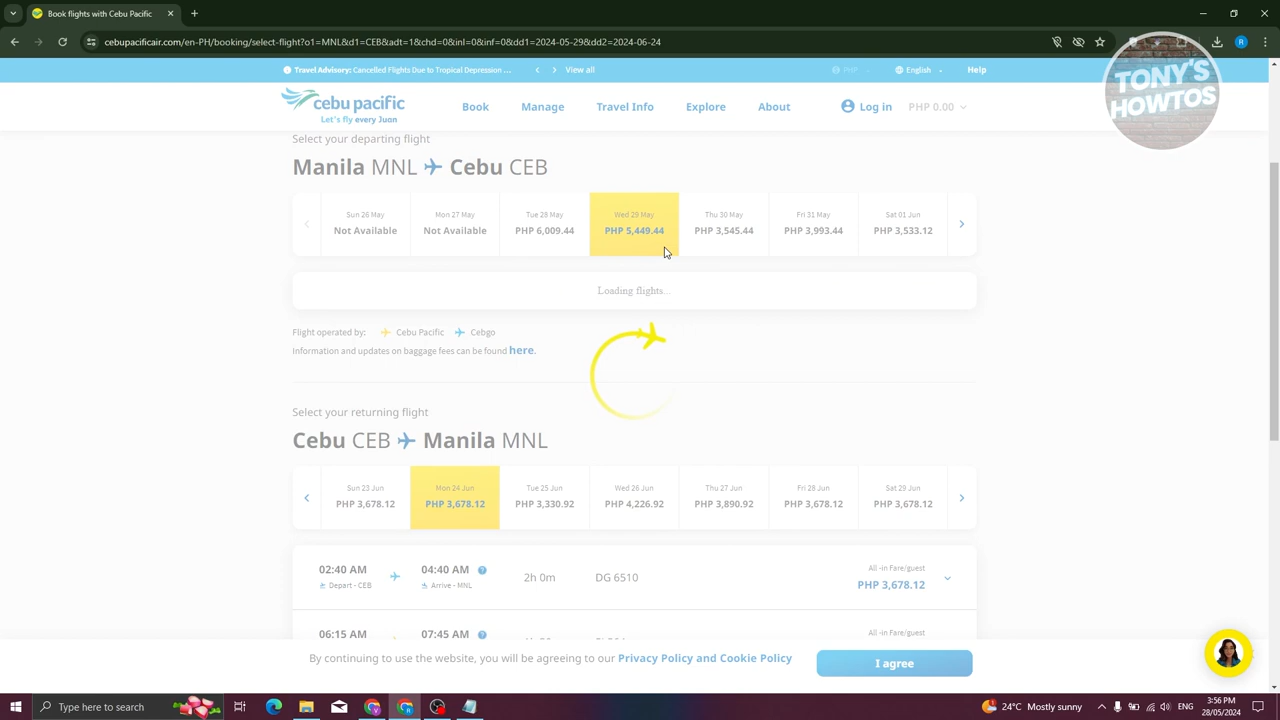 Book flights with Cebu Pacific
cebupacificair.com/en-PH/booking/select-flight?o1=MNL&d1=CEB&adt=1&chd=0&inl=0&inf=0&dd1=2024-05-29&dd2=2024-06-24
Travel Advisory: Cancelled Flights Due to Tropical Depression ... View all PHP English Help
cebu pacific Book Manage Travel Info Explore About Log in PHP 0.00
Let's fly every Juan
TONY'S HOWTOS
Select your departing flight
Manila MNL Cebu CEB
Sun 26 May Mon 27 May Tue 28 May Wed 29 May Thu 30 May Fri 31 May Sat 01 Jun
Not Available Not Available PHP 6,009.44 PHP 5,449.44 PHP 3,545.44 PHP 3,993.44 PHP 3,533.12
Loading flights...
Flight operated by: Cebu Pacific Cebgo
Information and updates on baggage fees can be found here.
Select your returning flight
Cebu CEB Manila MNL
Sun 23 Jun Mon 24 Jun Tue 25 Jun Wed 26 Jun Thu 27 Jun Fri 28 Jun Sat 29 Jun
PHP 3,678.12 PHP 3,678.12 PHP 3,330.92 PHP 4,226.92 PHP 3,890.92 PHP 3,678.12 PHP 3,678.12
02:40 AM 04:40 AM 2h 0m DG 6510 All -in Fare/guest
Depart - CEB Arrive - MNL PHP 3,678.12
06:15 AM 07:45 AM All -in Fare/guest
By continuing to use the website, you will be agreeing to our Privacy Policy and Cookie Policy I agree
Type here to search 24°C Mostly sunny 3:56 PM
28/05/2024